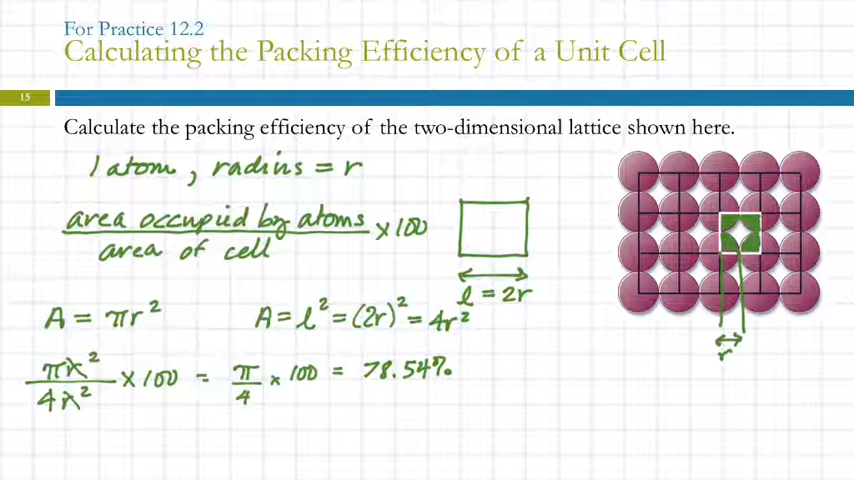 For Practice 12.2
Calculating the Packing Efficiency of a Unit Cell
15
Calculate the packing efficiency of the two-dimensional lattice shown here.
1 atom, radius = r
area occupied by atoms
area of cell
× 100
l = 2r
A = πr²
A = l² = (2r)² = 4r²
πr²
4r²
× 100 = π/4 × 100 = 78.54%
r